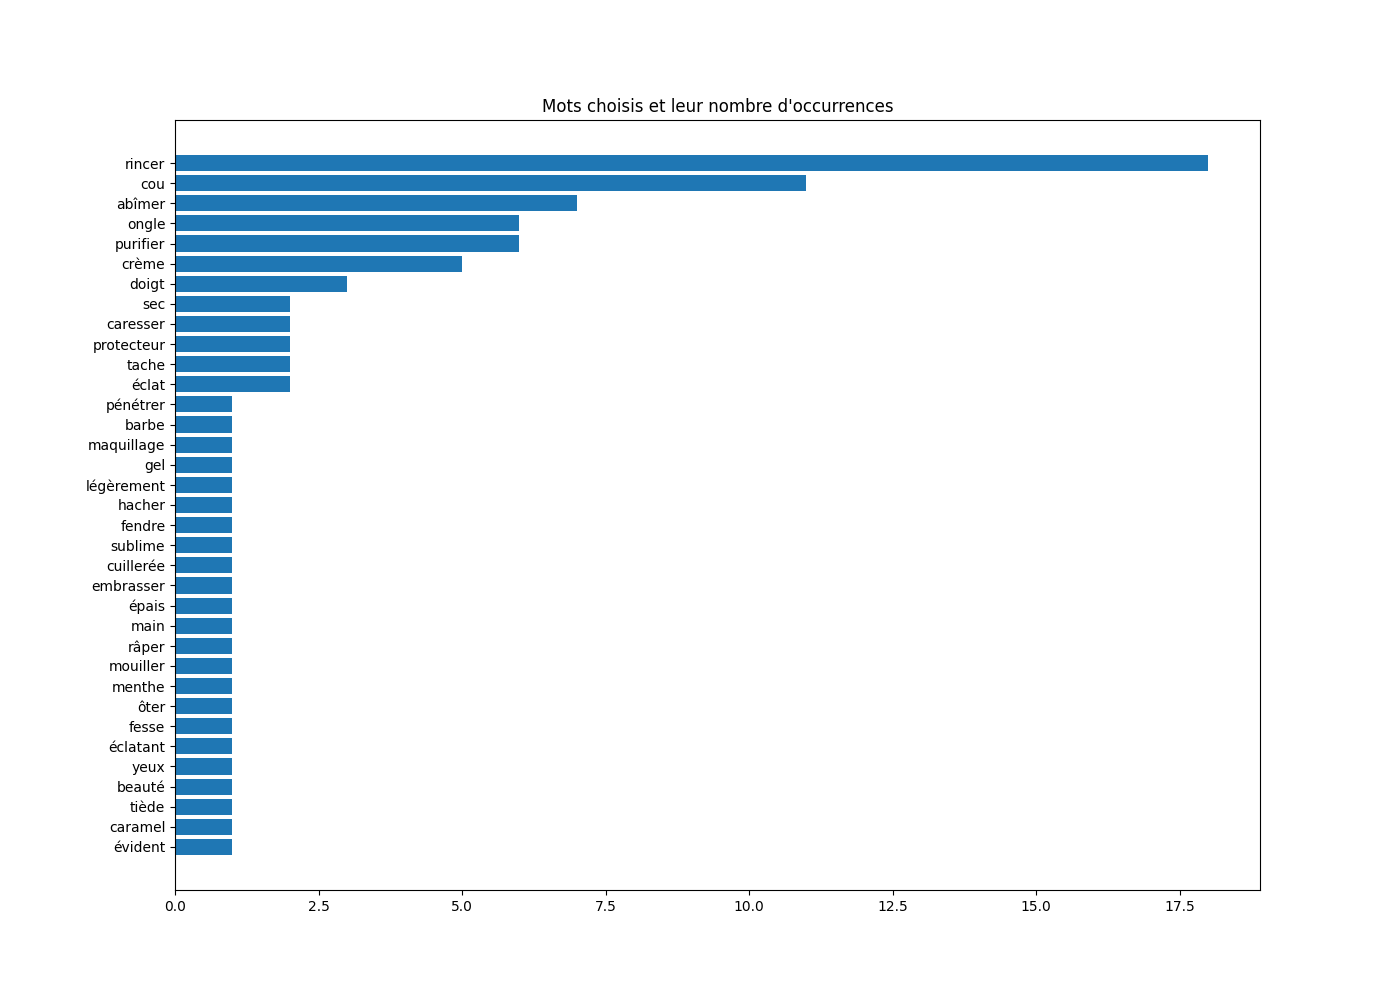 Mots choisis et leur nombre d'occurrences
rincer
cou
abîmer
ongle
purifier
crème
doigt
sec
caresser
protecteur
tache
éclat
pénétrer
barbe
maquillage
gel
légèrement
hacher
fendre
sublime
cuillerée
embrasser
épais
main
râper
mouiller
menthe
ôter
fesse
éclatant
yeux
beauté
tiède
caramel
évident
0.0 2.5 5.0 7.5 10.0 12.5 15.0 17.5